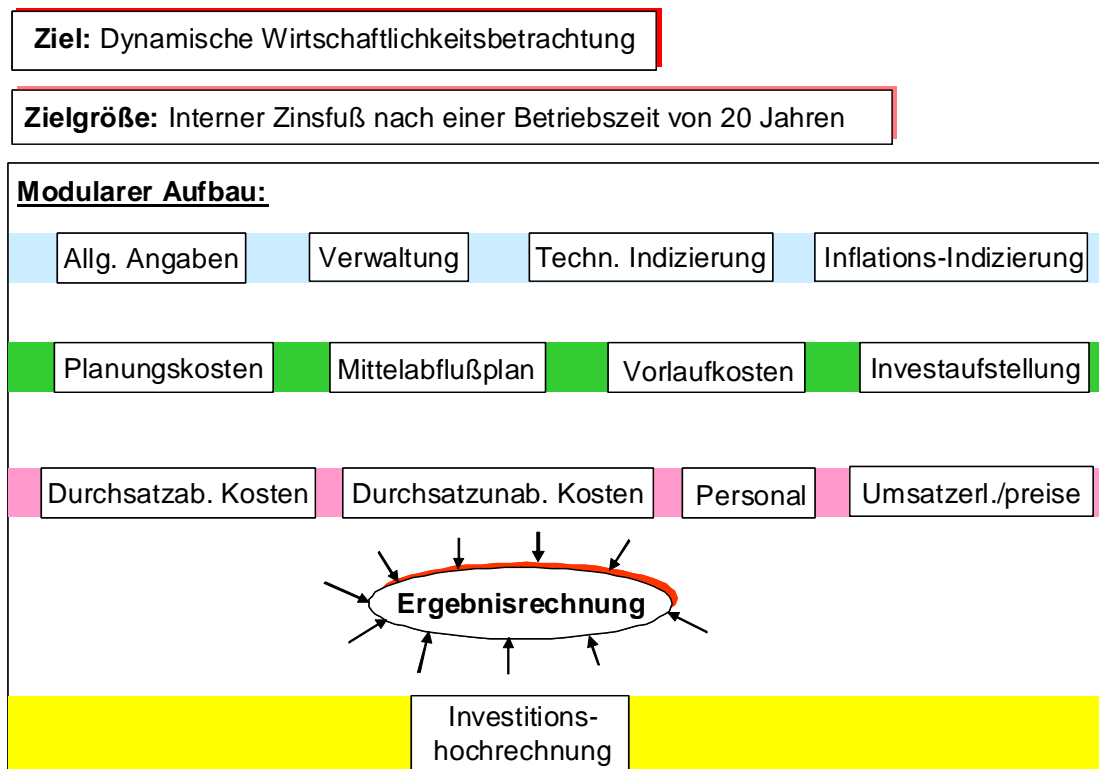 Ziel: Dynamische Wirtschaftlichkeitsbetrachtung
Zielgröße: Interner Zinsfuß nach einer Betriebszeit von 20 Jahren
Modularer Aufbau:
Allg. Angaben Verwaltung Techn. Indizierung Inflations-Indizierung
Planungskosten Mittelabflußplan Vorlaufkosten Investaufstellung
Durchsatzab. Kosten Durchsatzunab. Kosten Personal Umsatzerl./preise
Ergebnisrechnung
Investitions-
hochrechnung